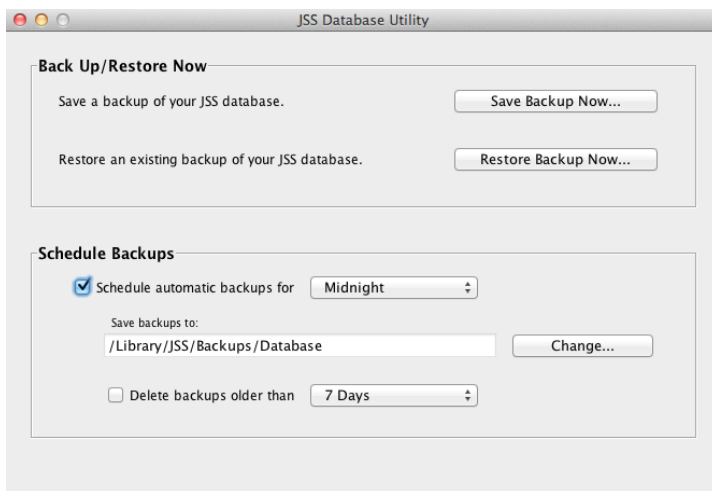 JSS Database Utility
Back Up/Restore Now
Save a backup of your JSS database.
Save Backup Now...
Restore an existing backup of your JSS database.
Restore Backup Now...
Schedule Backups
Schedule automatic backups for
Midnight
Save backups to:
/Library/JSS/Backups/Database
Change...
Delete backups older than
7 Days